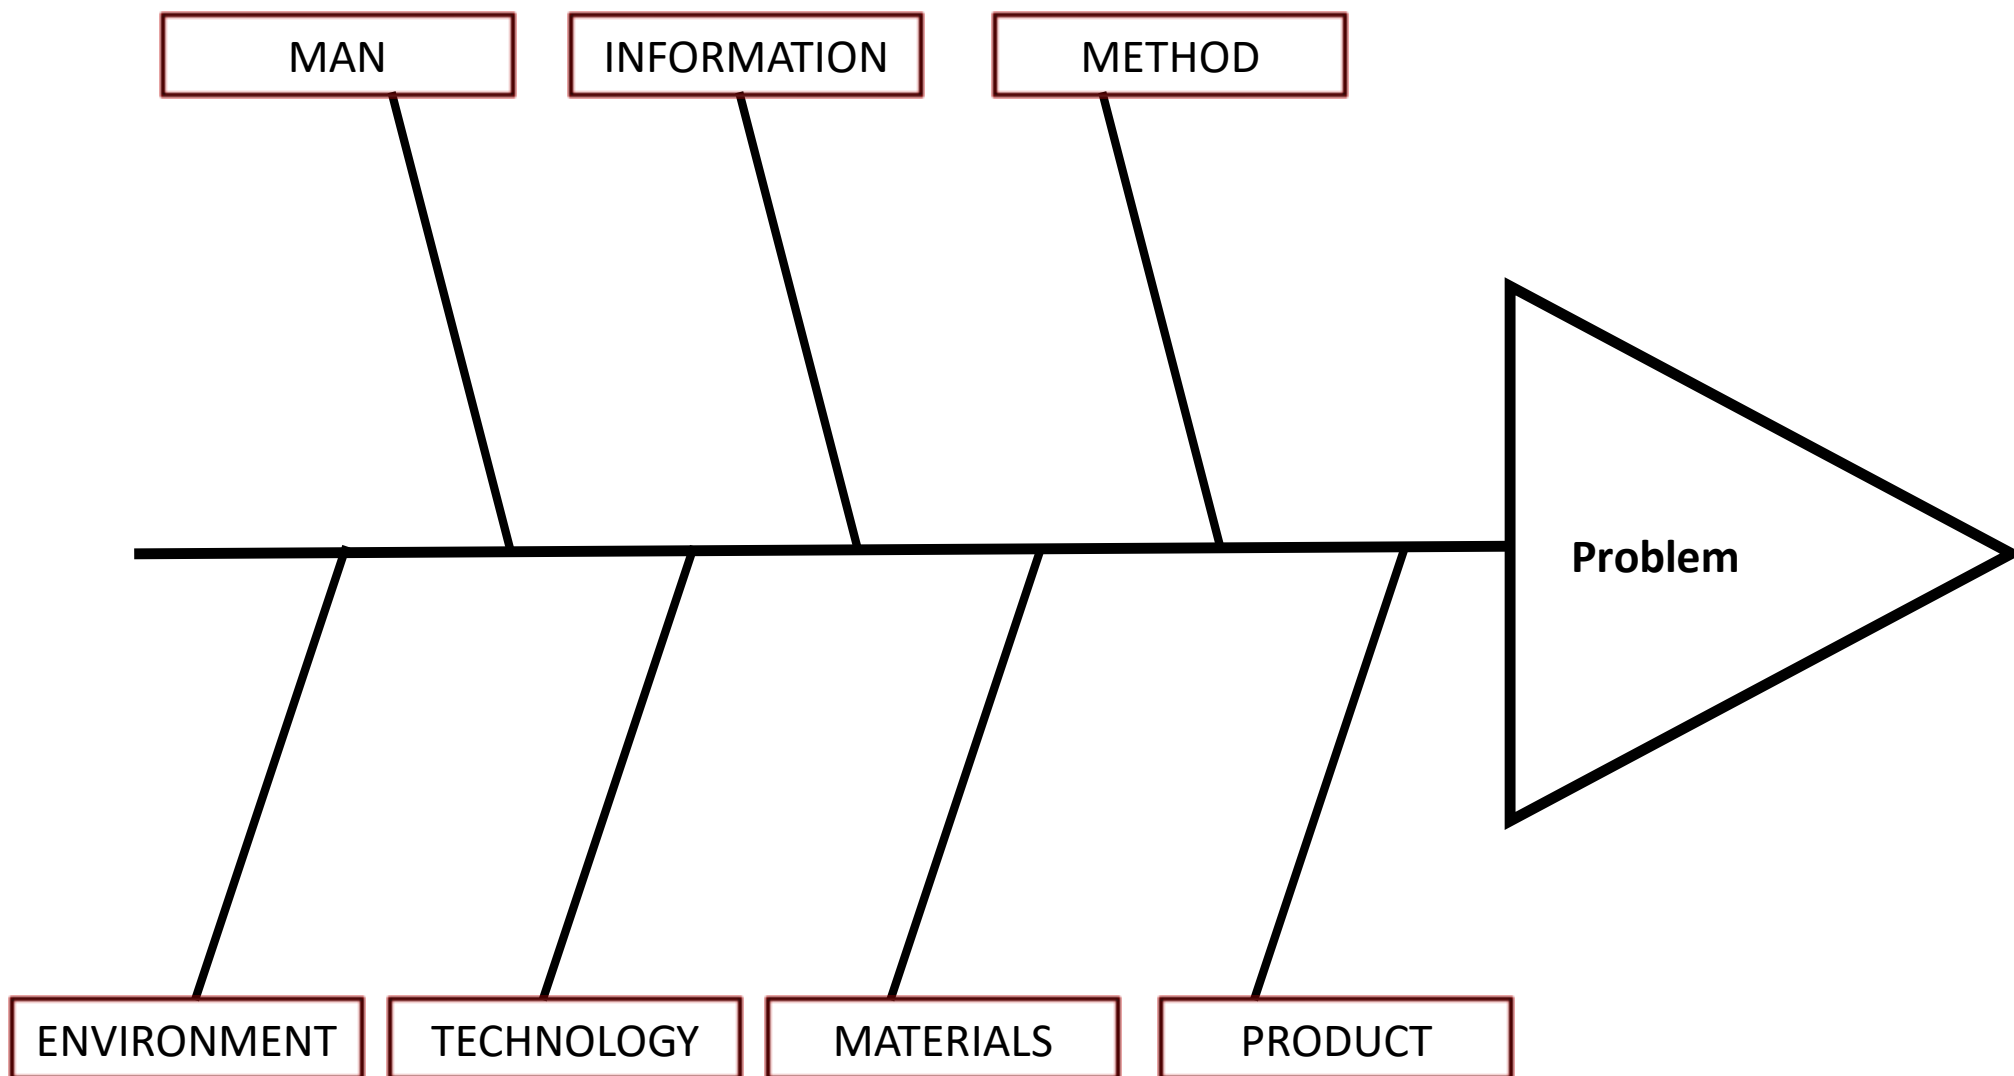 MAN
INFORMATION
METHOD
Problem
ENVIRONMENT
TECHNOLOGY
MATERIALS
PRODUCT